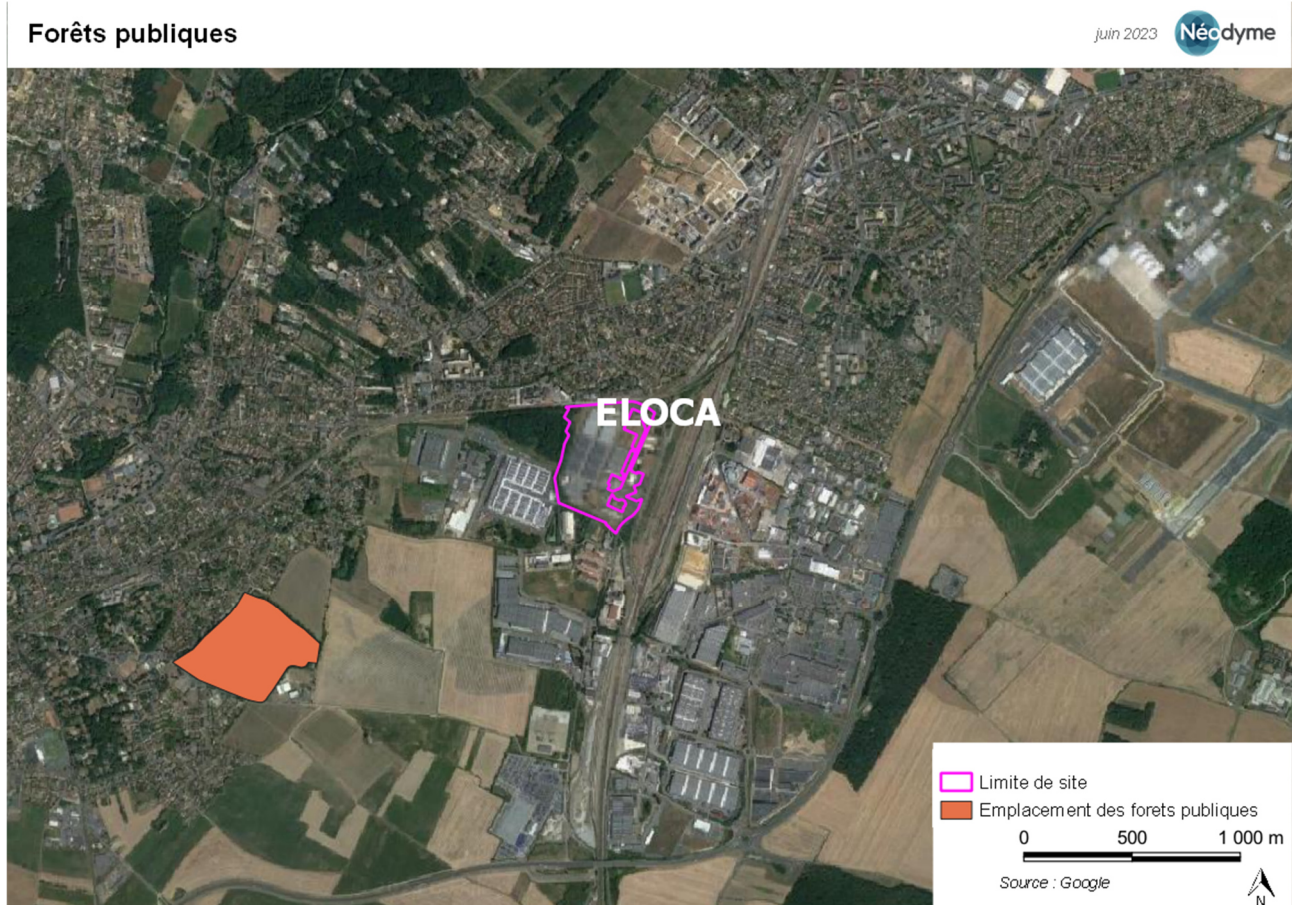 Forêts publiques
juin 2023
Néodyme
ELOCA
Limite de site
Emplacement des forets publiques
0 500 1 000 m
Source : Google
N